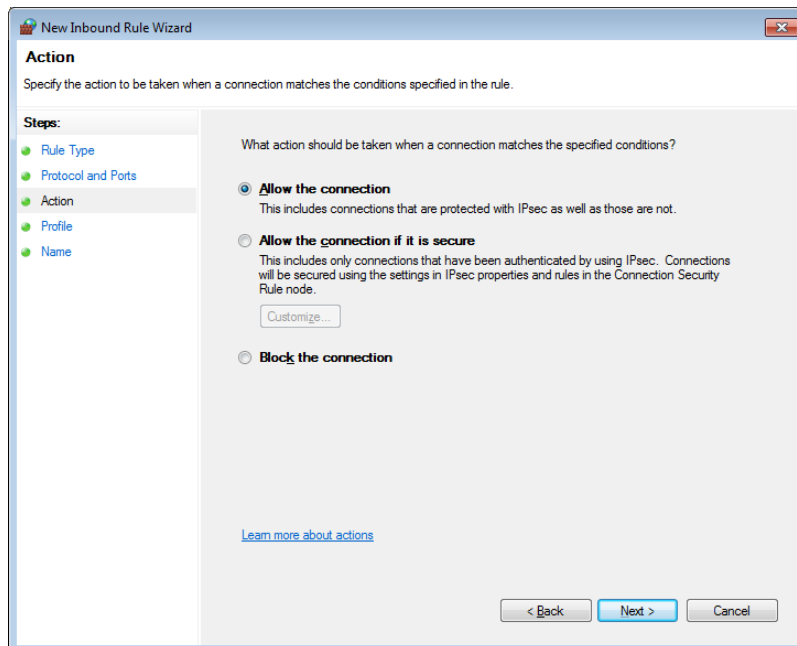 New Inbound Rule Wizard
Action
Specify the action to be taken when a connection matches the conditions specified in the rule.
Steps:
Rule Type
Protocol and Ports
Action
Profile
Name
What action should be taken when a connection matches the specified conditions?
Allow the connection
This includes connections that are protected with IPsec as well as those are not.
Allow the connection if it is secure
This includes only connections that have been authenticated by using IPsec. Connections
will be secured using the settings in IPsec properties and rules in the Connection Security
Rule node.
Customize...
Block the connection
Learn more about actions
< Back
Next >
Cancel